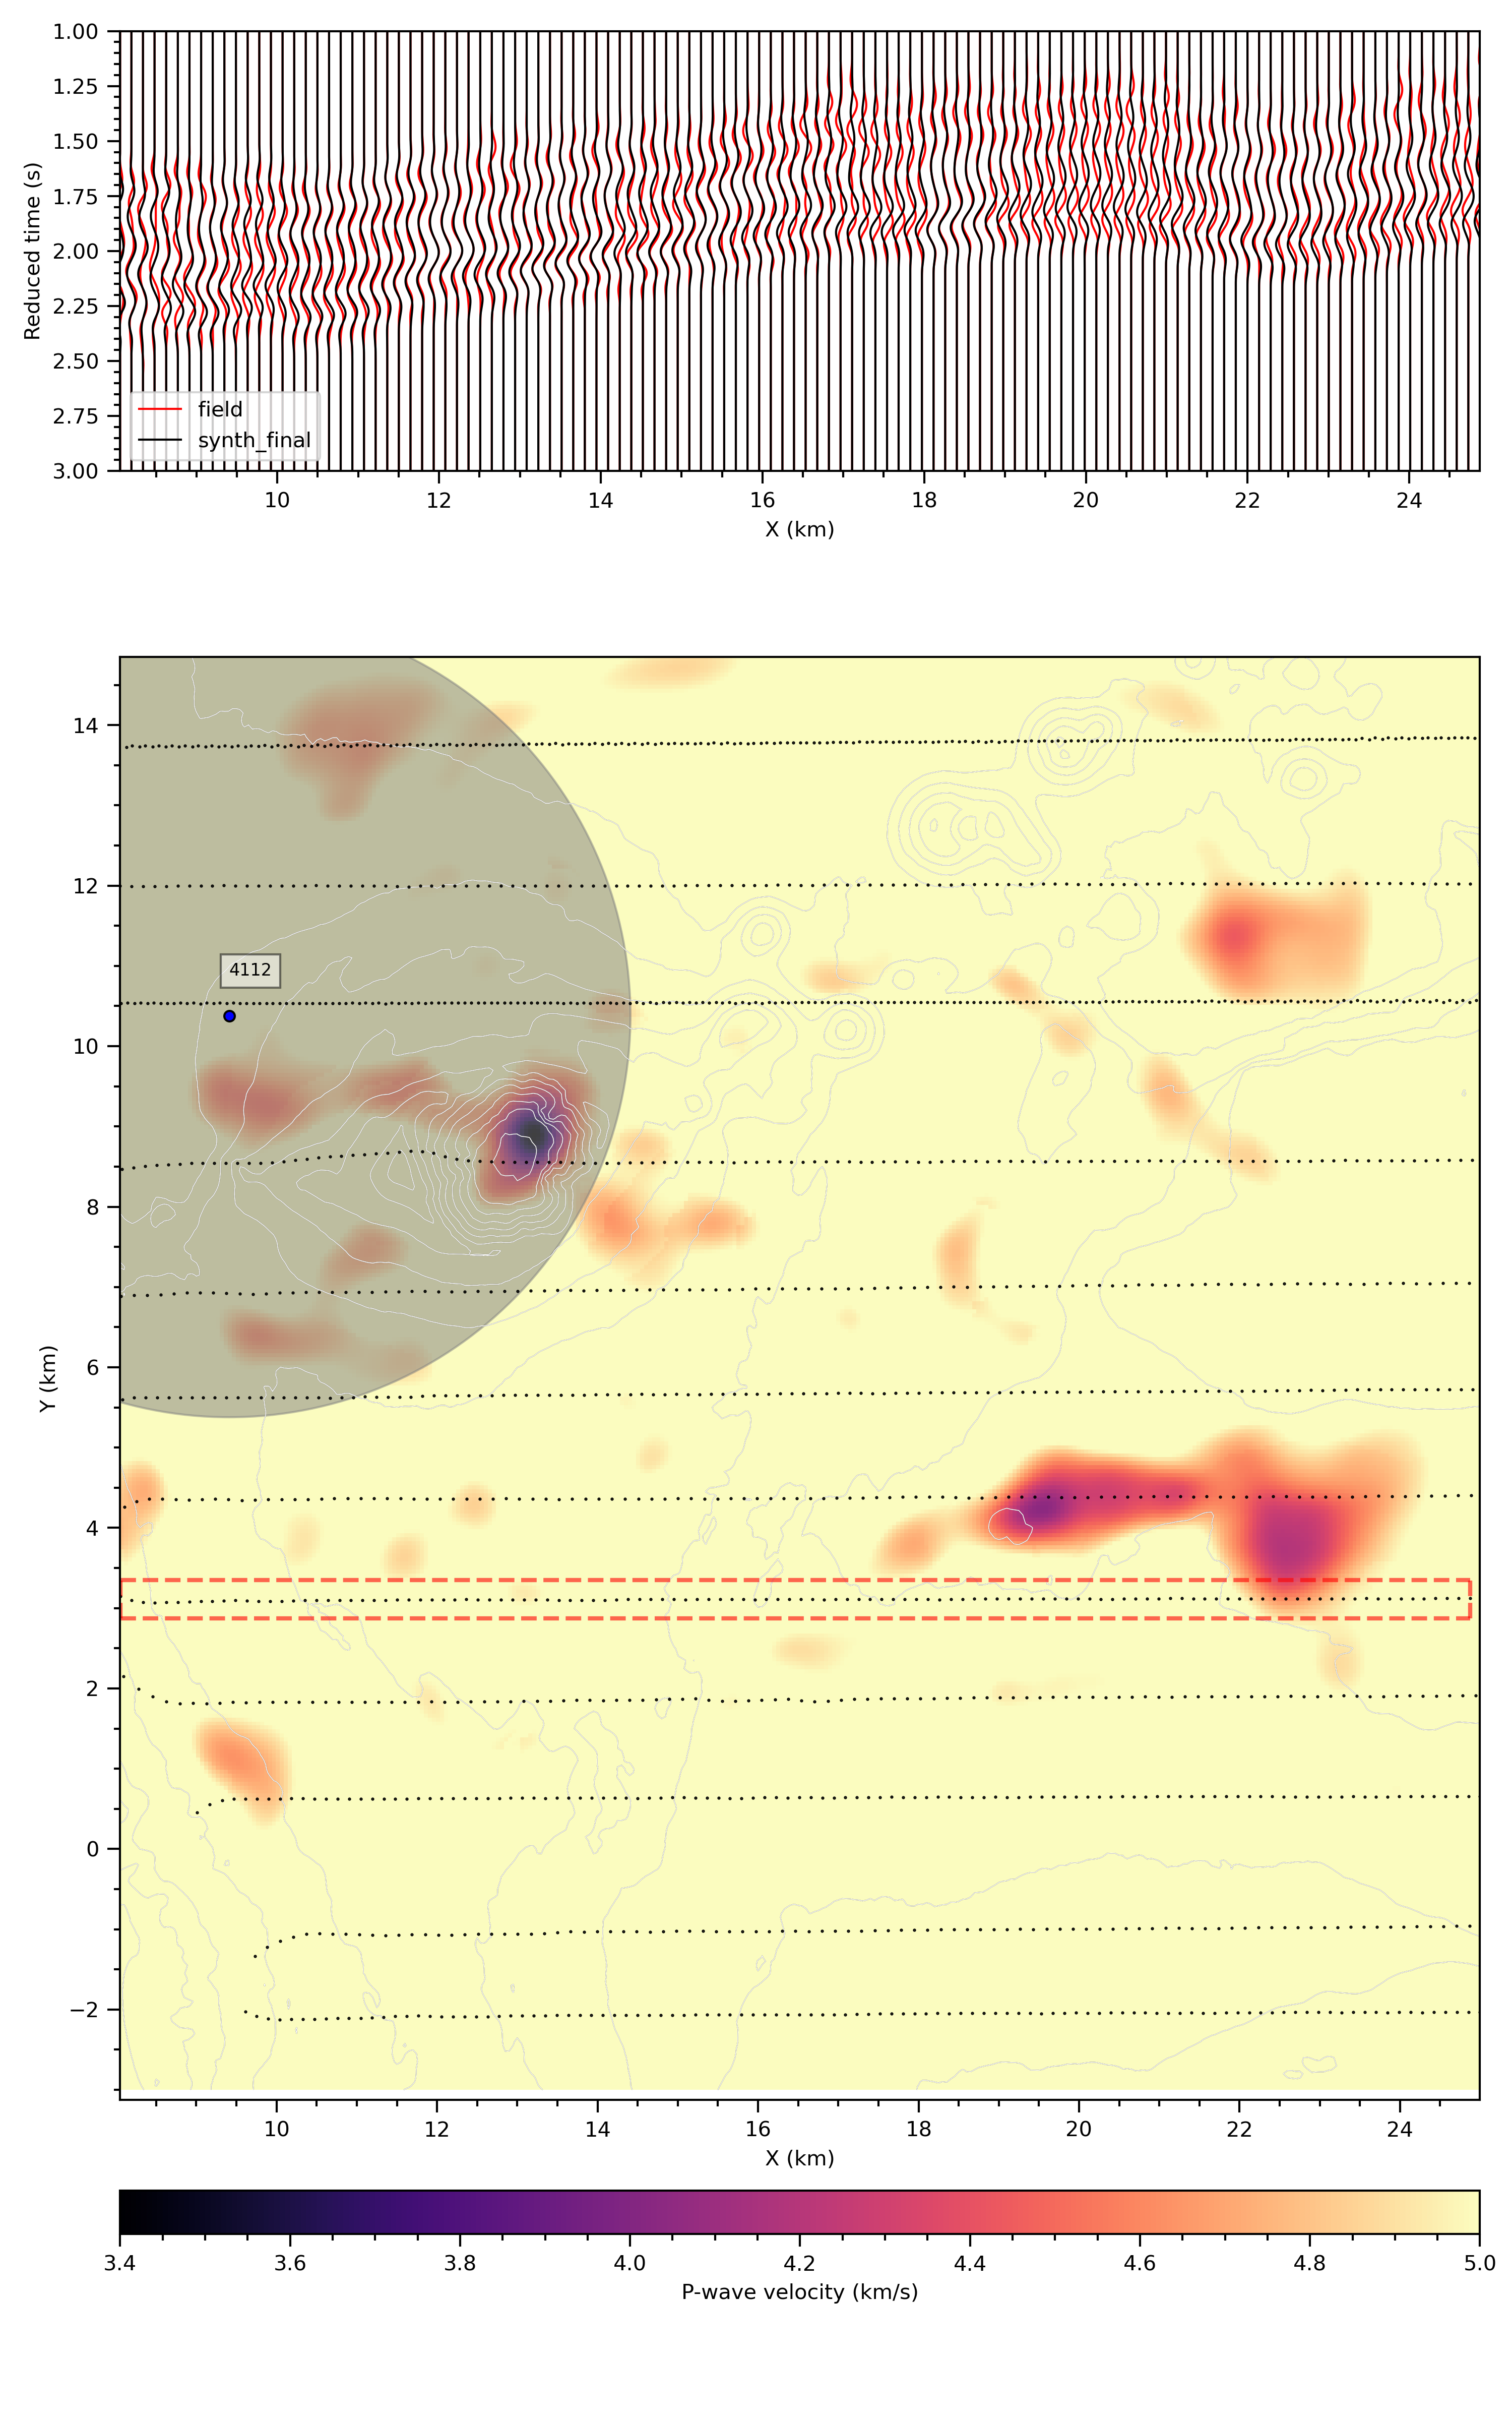 1.00
1.25
1.50
1.75
2.00
2.25
2.50
2.75
3.00
Reduced time (s)
field
synth_final
10 12 14 16 18 20 22 24
X (km)
14
12
10
8
6
4
2
0
−2
Y (km)
4112
10 12 14 16 18 20 22 24
X (km)
3.4 3.6 3.8 4.0 4.2 4.4 4.6 4.8 5.0
P-wave velocity (km/s)